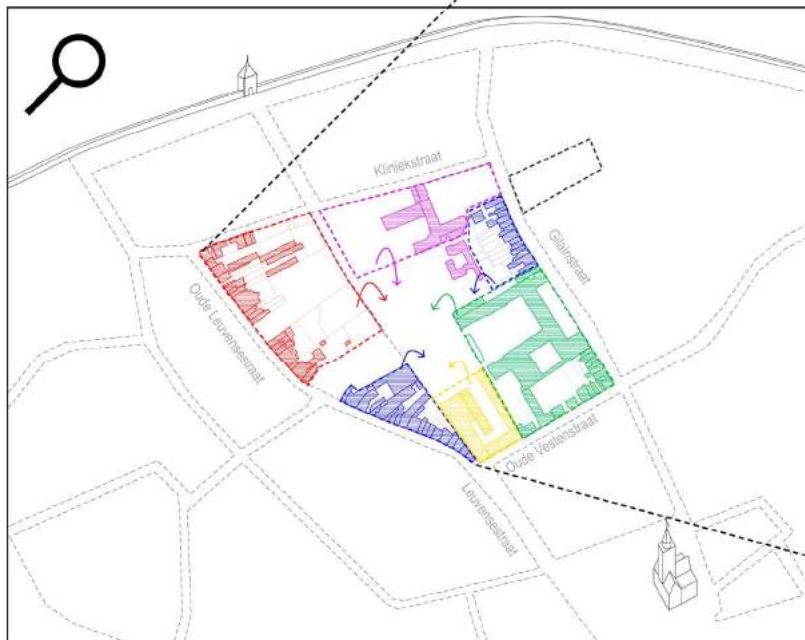 Kliniekstraat
Gilainstraat
Oude Leuvensestraat
Oude Vestenstraat
Leuvensestraat